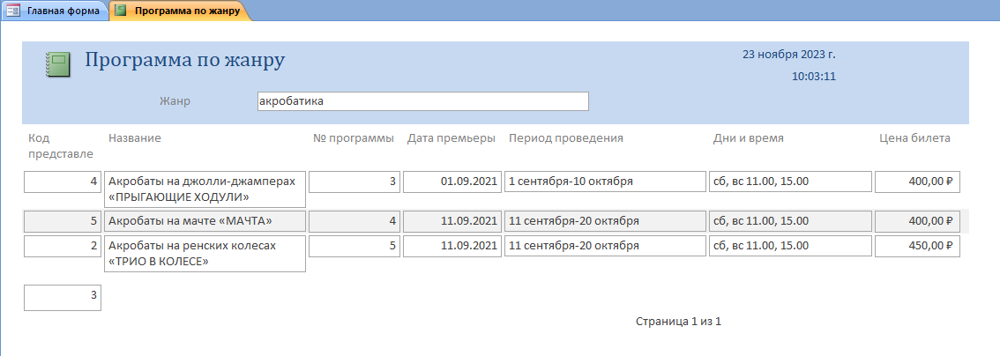 Главная форма
Программа по жанру
Программа по жанру
23 ноября 2023 г.
10:03:11
Жанр
акробатика
Код представле
Название
№ программы
Дата премьеры
Период проведения
Дни и время
Цена билета
4
Акробаты на джолли-джамперах
«ПРЫГАЮЩИЕ ХОДУЛИ»
3
01.09.2021
1 сентября-10 октября
сб, вс 11.00, 15.00
400,00 ₽
5
Акробаты на мачте «МАЧТА»
4
11.09.2021
11 сентября-20 октября
сб, вс 11.00, 15.00
400,00 ₽
2
Акробаты на ренских колесах
«ТРИО В КОЛЕСЕ»
5
11.09.2021
11 сентября-20 октября
сб, вс 11.00, 15.00
450,00 ₽
3
Страница 1 из 1